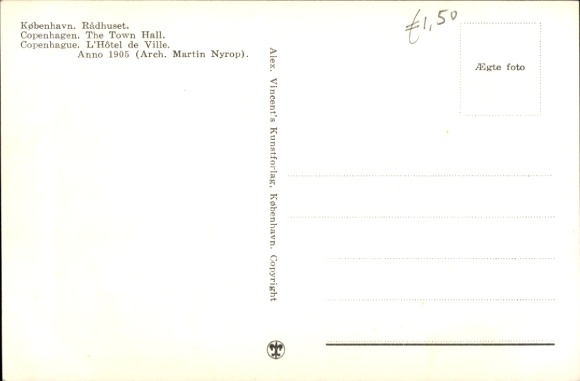 København. Rådhuset.
Copenhagen. The Town Hall.
Copenhague. L'Hôtel de Ville.
Anno 1905 (Arch. Martin Nyrop).
Alex. Vincent's Kunstforlag, København. Copyright
€1,50
Ægte foto